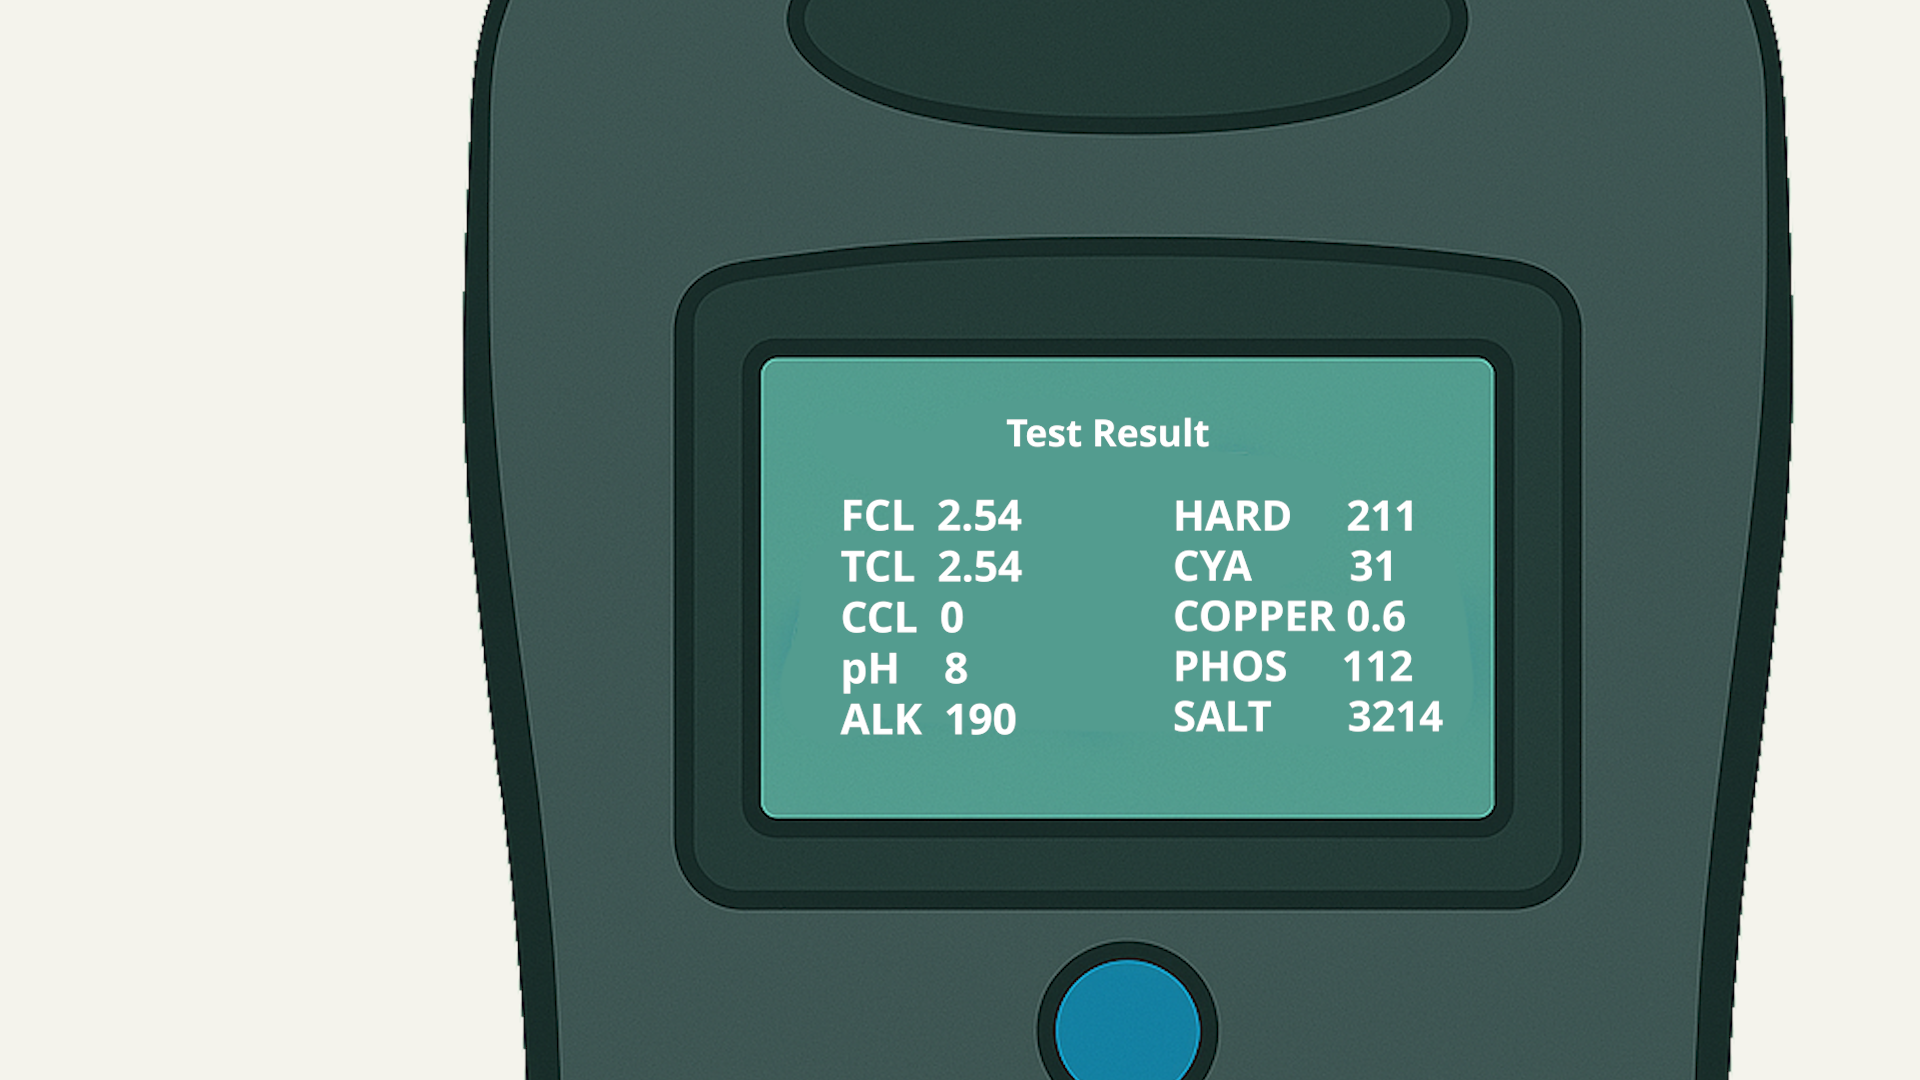 Test Result
FCL 2.54
TCL 2.54
CCL 0
pH 8
ALK 190
HARD 211
CYA 31
COPPER 0.6
PHOS 112
SALT 3214